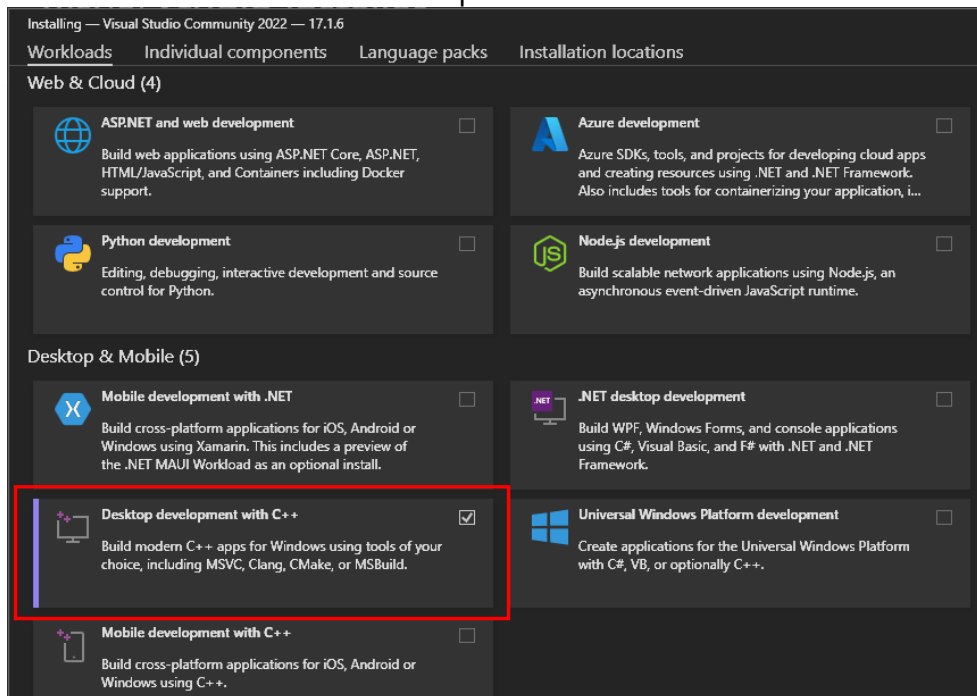 Installing — Visual Studio Community 2022 — 17.1.6
Workloads Individual components Language packs Installation locations
Web & Cloud (4)
ASP.NET and web development
Build web applications using ASP.NET Core, ASP.NET,
HTML/JavaScript, and Containers including Docker
support.
Azure development
Azure SDKs, tools, and projects for developing cloud apps
and creating resources using .NET and .NET Framework.
Also includes tools for containerizing your application, i...
Python development
Editing, debugging, interactive development and source
control for Python.
JS
Node.js development
Build scalable network applications using Node.js, an
asynchronous event-driven JavaScript runtime.
Desktop & Mobile (5)
Mobile development with .NET
Build cross-platform applications for iOS, Android or
Windows using Xamarin. This includes a preview of
the .NET MAUI Workload as an optional install.
.NET
.NET desktop development
Build WPF, Windows Forms, and console applications
using C#, Visual Basic, and F# with .NET and .NET
Framework.
Desktop development with C++
Build modern C++ apps for Windows using tools of your
choice, including MSVC, Clang, CMake, or MSBuild.
Universal Windows Platform development
Create applications for the Universal Windows Platform
with C#, VB, or optionally C++.
Mobile development with C++
Build cross-platform applications for iOS, Android or
Windows using C++.